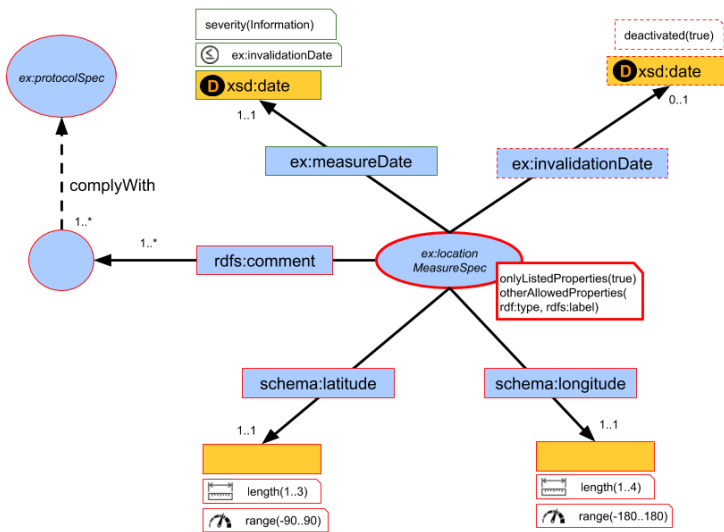 severity(Information)
≤ ex:invalidationDate
D xsd:date
1..1
deactivated(true)
D xsd:date
0..1
ex:protocolSpec
ex:measureDate
ex:invalidationDate
complyWith
1..*
1..*
rdfs:comment
ex:location
MeasureSpec
onlyListedProperties(true)
otherAllowedProperties(
rdf:type, rdfs:label)
schema:latitude
schema:longitude
1..1
1..1
length(1..3)
range(-90..90)
length(1..4)
range(-180..180)